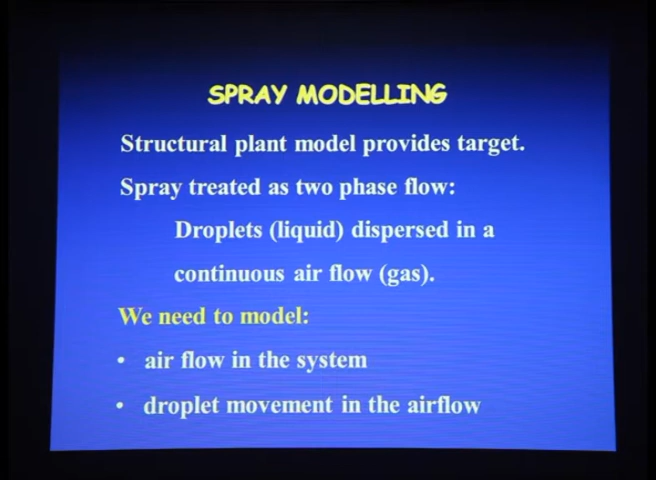 SPRAY MODELLING
Structural plant model provides target.
Spray treated as two phase flow:
Droplets (liquid) dispersed in a
continuous air flow (gas).
We need to model:
• air flow in the system
• droplet movement in the airflow